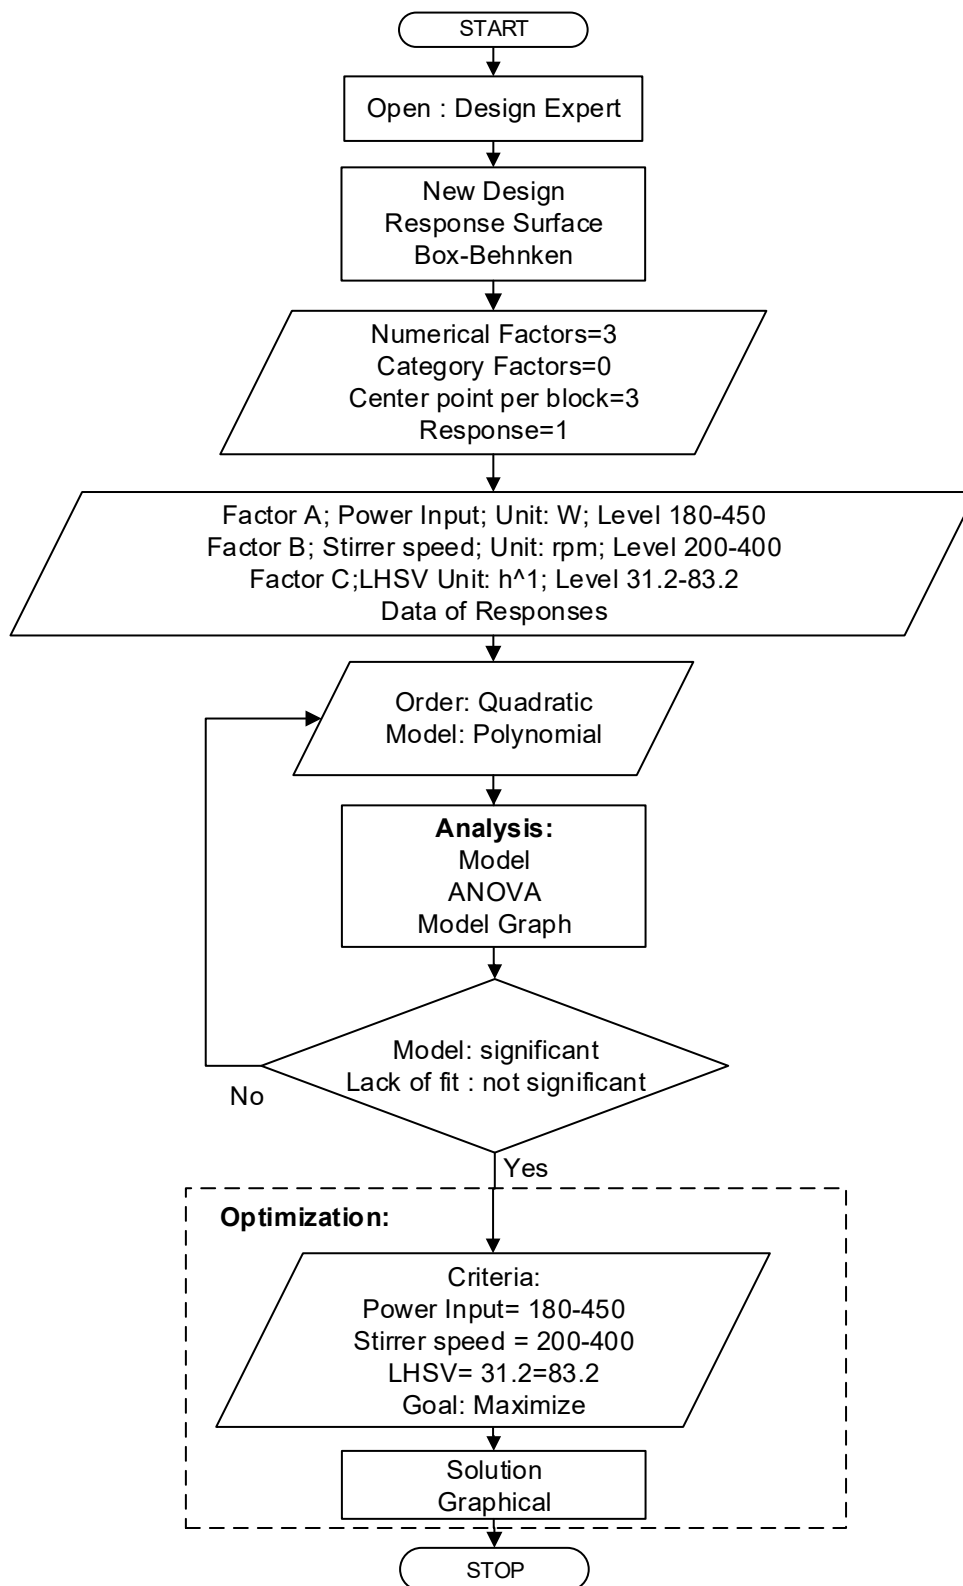 START
Open : Design Expert
New Design
Response Surface
Box-Behnken
Numerical Factors=3
Category Factors=0
Center point per block=3
Response=1
Factor A; Power Input; Unit: W; Level 180-450
Factor B; Stirrer speed; Unit: rpm; Level 200-400
Factor C;LHSV Unit: h^1; Level 31.2-83.2
Data of Responses
Order: Quadratic
Model: Polynomial
Analysis:
Model
ANOVA
Model Graph
Model: significant
Lack of fit : not significant
No
Yes
Optimization:
Criteria:
Power Input= 180-450
Stirrer speed = 200-400
LHSV= 31.2=83.2
Goal: Maximize
Solution
Graphical
STOP